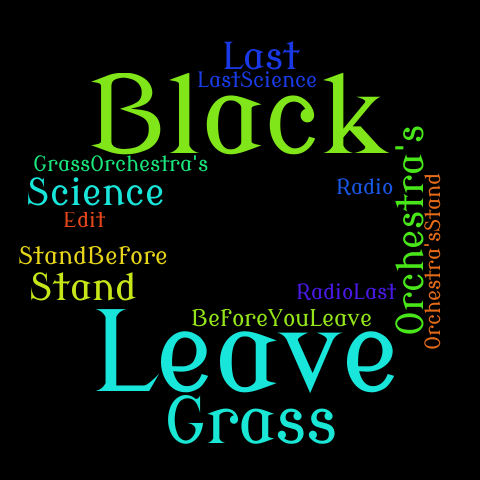 Last
LastScience
Black
GrassOrchestra's
Science
Radio
Edit
Orchestra's
Orchestra'sStand
StandBefore
Stand
RadioLast
BeforeYouLeave
Leave
Grass